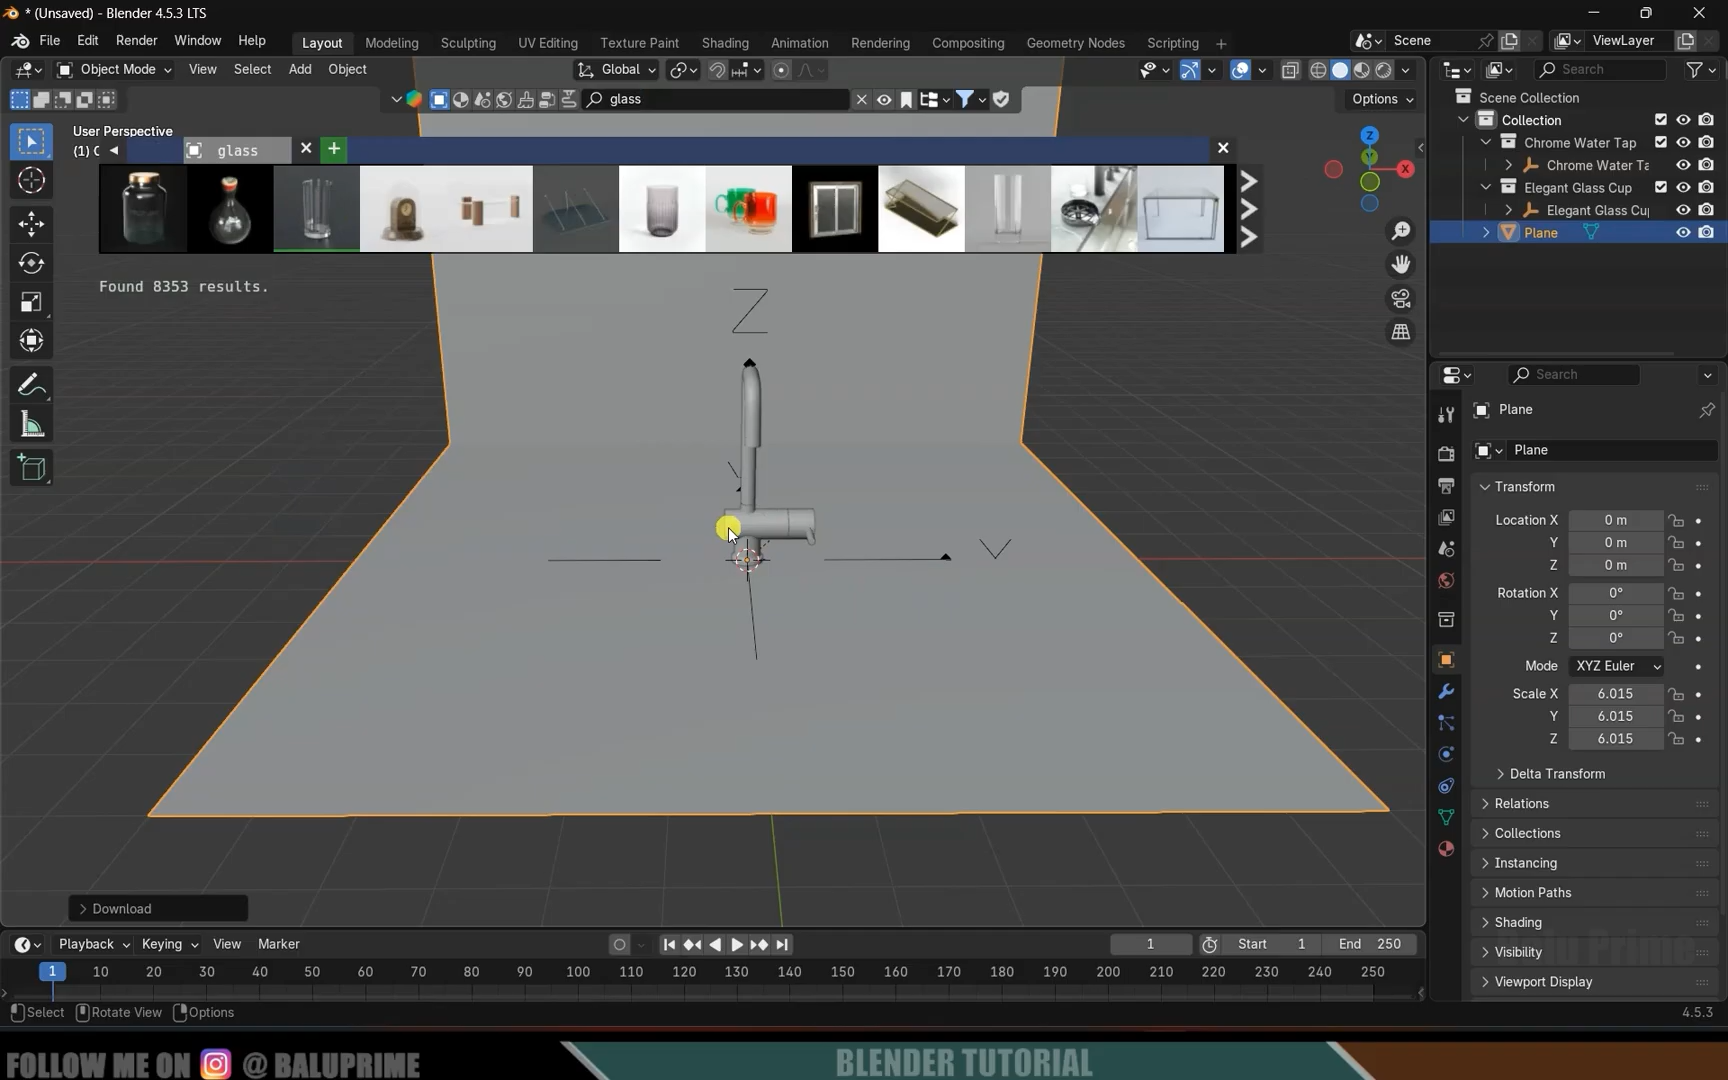 * (Unsaved) - Blender 4.5.3 LTS
File Edit Render Window Help Layout Modeling Sculpting UV Editing Texture Paint Shading Animation Rendering Compositing Geometry Nodes Scripting + Scene ViewLayer
Object Mode View Select Add Object Global Search
glass Options
Scene Collection
Collection
Chrome Water Tap
Chrome Water Ta
Elegant Glass Cup
Elegant Glass Cu
Plane
User Perspective
(1) C glass
Z
Y
X
Found 8353 results.
Z
Search
Plane
Plane
Transform
Location X 0 m
Y 0 m
Z 0 m
Rotation X 0°
Y 0°
Z 0°
Mode XYZ Euler
Scale X 6.015
Y 6.015
Z 6.015
Delta Transform
Relations
Collections
Instancing
Motion Paths
Shading
Visibility
Viewport Display
Download
Playback Keying View Marker 1 Start 1 End 250
1 10 20 30 40 50 60 70 80 90 100 110 120 130 140 150 160 170 180 190 200 210 220 230 240 250
Select Rotate View Options 4.5.3
FOLLOW ME ON @ BALUPRIME BLENDER TUTORIAL